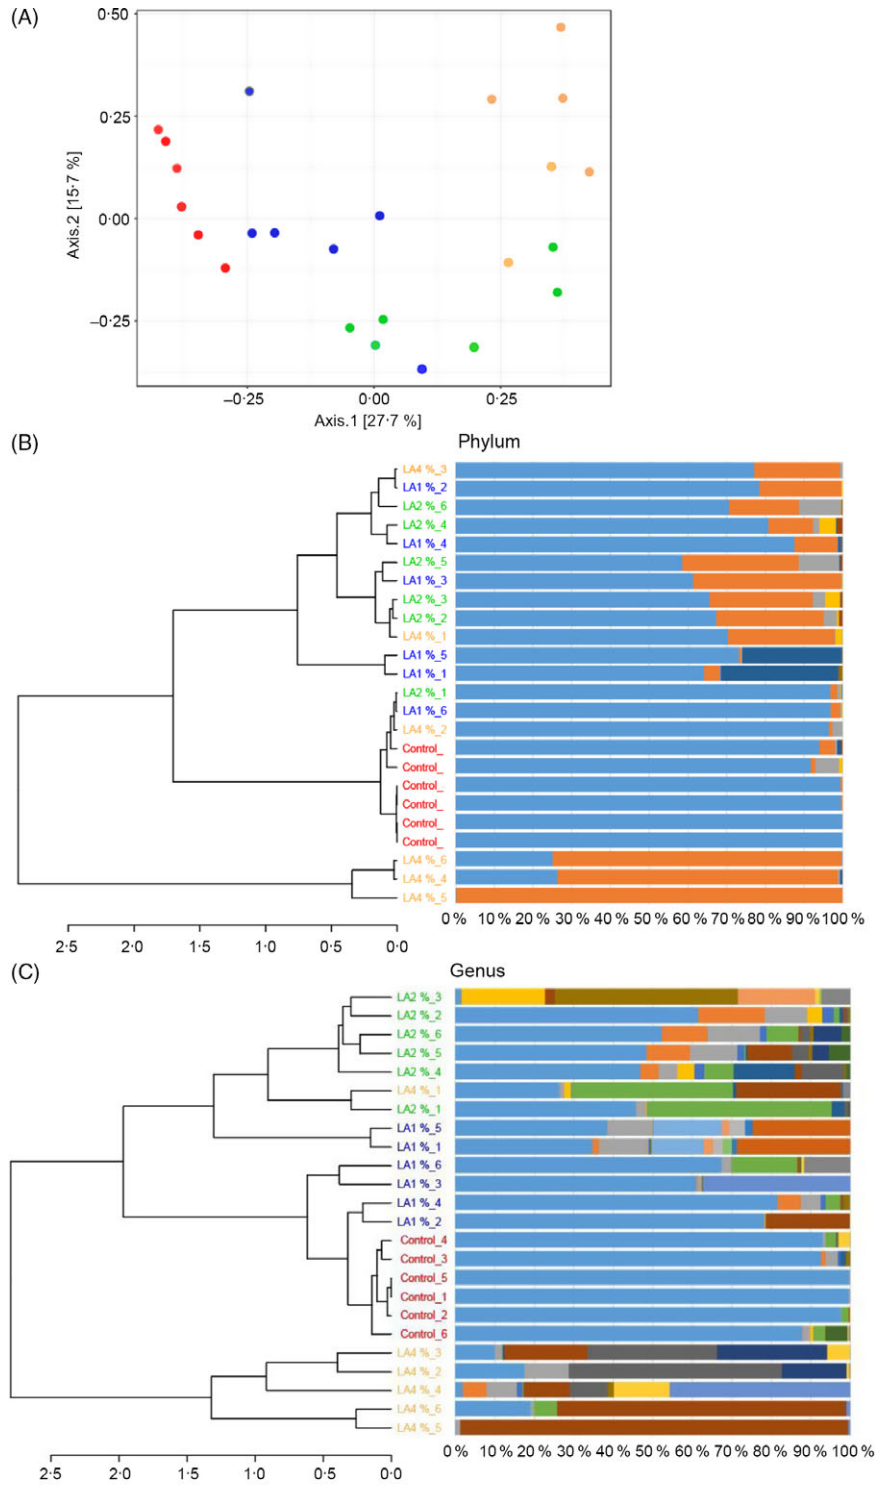 (A)
0·50
0·25
0·00
–0·25
Axis.2 [15·7 %]
–0·25 0·00 0·25
Axis.1 [27·7 %]
(B)
Phylum
LA4 %_3
LA1 %_2
LA2 %_6
LA2 %_4
LA1 %_4
LA2 %_5
LA1 %_3
LA2 %_3
LA2 %_2
LA4 %_1
LA1 %_5
LA1 %_1
LA2 %_1
LA1 %_6
LA4 %_2
Control_
Control_
Control_
Control_
Control_
Control_
LA4 %_6
LA4 %_4
LA4 %_5
0 % 10 % 20 % 30 % 40 % 50 % 60 % 70 % 80 % 90 % 100 %
2·5 2·0 1·5 1·0 0·5 0·0
(C)
Genus
LA2 %_3
LA2 %_2
LA2 %_6
LA2 %_5
LA2 %_4
LA4 %_1
LA2 %_1
LA1 %_5
LA1 %_1
LA1 %_6
LA1 %_3
LA1 %_4
LA1 %_2
Control_4
Control_3
Control_5
Control_1
Control_2
Control_6
LA4 %_3
LA4 %_2
LA4 %_4
LA4 %_6
LA4 %_5
0 % 10 % 20 % 30 % 40 % 50 % 60 % 70 % 80 % 90 % 100 %
2·5 2·0 1·5 1·0 0·5 0·0